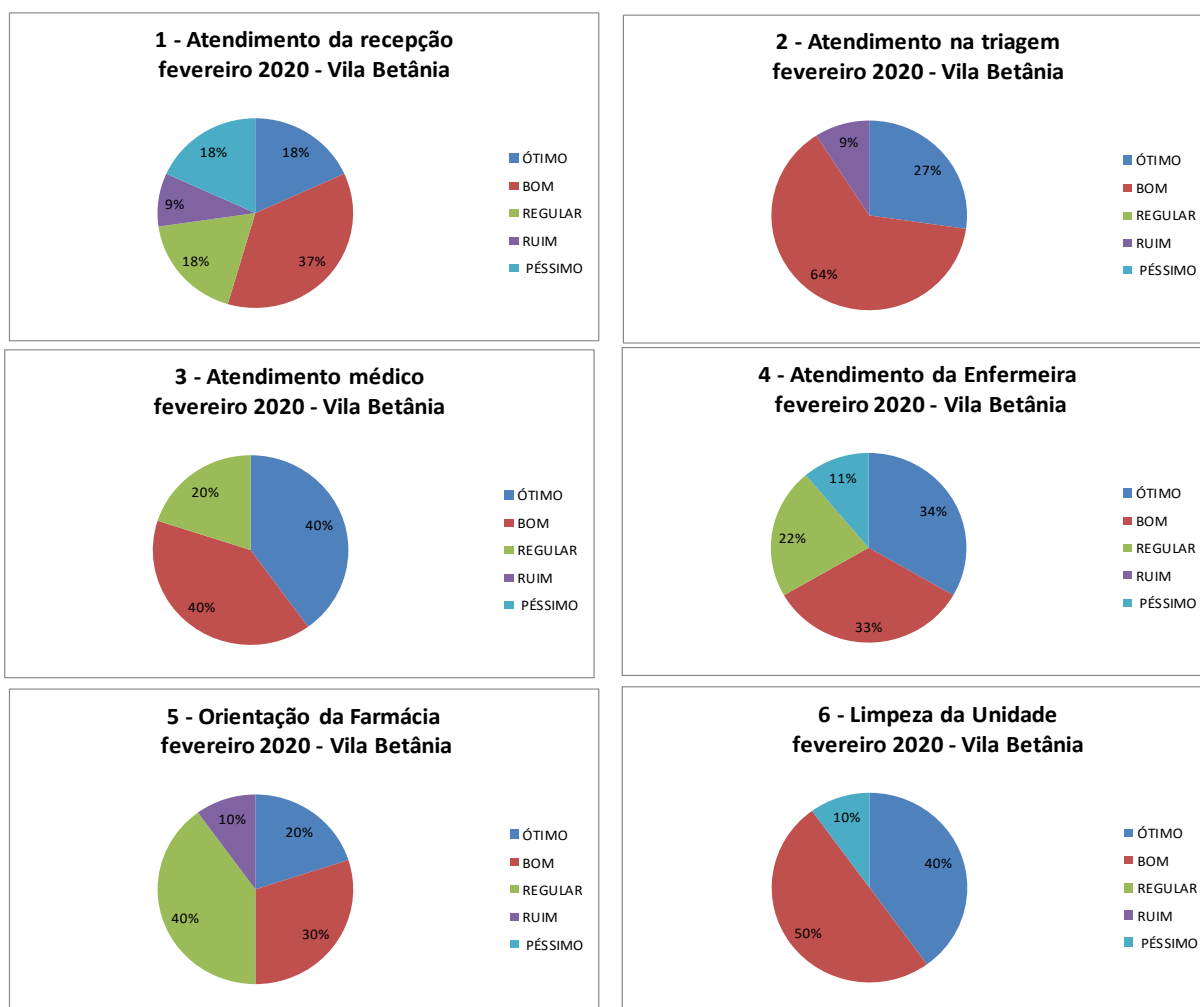 1 - Atendimento da recepção
fevereiro 2020 - Vila Betânia
18%
18%
9%
18%
37%
ÓTIMO
BOM
REGULAR
RUIM
PÉSSIMO
2 - Atendimento na triagem
fevereiro 2020 - Vila Betânia
9%
27%
64%
ÓTIMO
BOM
REGULAR
RUIM
PÉSSIMO
3 - Atendimento médico
fevereiro 2020 - Vila Betânia
20%
40%
40%
ÓTIMO
BOM
REGULAR
RUIM
PÉSSIMO
4 - Atendimento da Enfermeira
fevereiro 2020 - Vila Betânia
11%
34%
22%
33%
ÓTIMO
BOM
REGULAR
RUIM
PÉSSIMO
5 - Orientação da Farmácia
fevereiro 2020 - Vila Betânia
10%
20%
40%
30%
ÓTIMO
BOM
REGULAR
RUIM
PÉSSIMO
6 - Limpeza da Unidade
fevereiro 2020 - Vila Betânia
10%
40%
50%
ÓTIMO
BOM
REGULAR
RUIM
PÉSSIMO